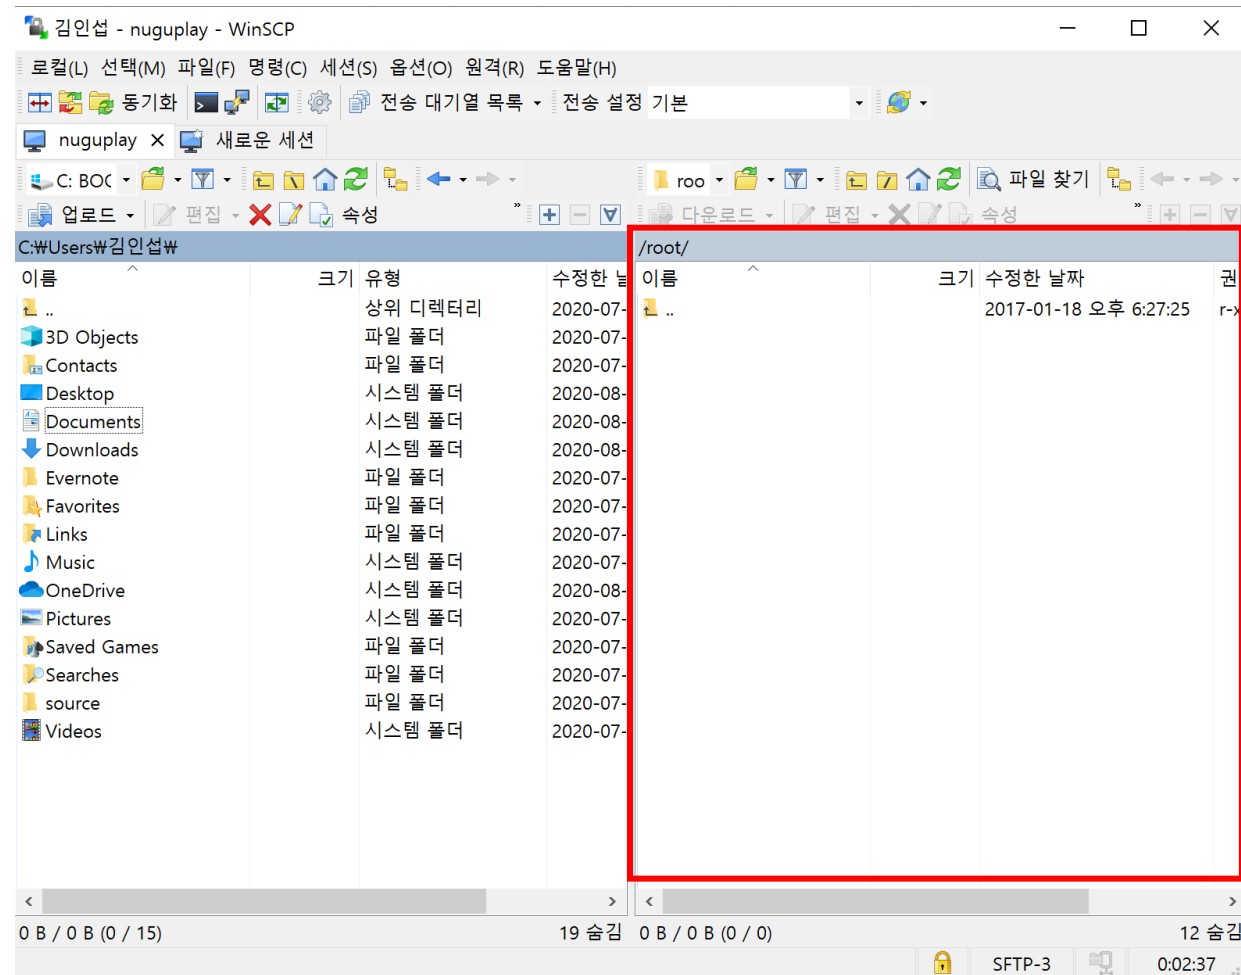 김인섭 - nuguplay - WinSCP
로컬(L) 선택(M) 파일(F) 명령(C) 세션(S) 옵션(O) 원격(R) 도움말(H)
동기화 전송 대기열 목록 전송 설정 기본
nuguplay 새로운 세션
C: BOC
업로드 편집 속성
C:₩Users₩김인섭₩
이름 크기 유형 수정한 날
.. 상위 디렉터리 2020-07-
3D Objects 파일 폴더 2020-07-
Contacts 파일 폴더 2020-07-
Desktop 시스템 폴더 2020-08-
Documents 시스템 폴더 2020-08-
Downloads 시스템 폴더 2020-08-
Evernote 파일 폴더 2020-07-
Favorites 파일 폴더 2020-07-
Links 파일 폴더 2020-07-
Music 시스템 폴더 2020-07-
OneDrive 시스템 폴더 2020-08-
Pictures 시스템 폴더 2020-07-
Saved Games 파일 폴더 2020-07-
Searches 파일 폴더 2020-07-
source 파일 폴더 2020-07-
Videos 시스템 폴더 2020-07-
0 B / 0 B (0 / 15) 19 숨김
roo 파일 찾기
다운로드 편집 속성
/root/
이름 크기 수정한 날짜 권
.. 2017-01-18 오후 6:27:25 r-x
0 B / 0 B (0 / 0) 12 숨김
SFTP-3 0:02:37